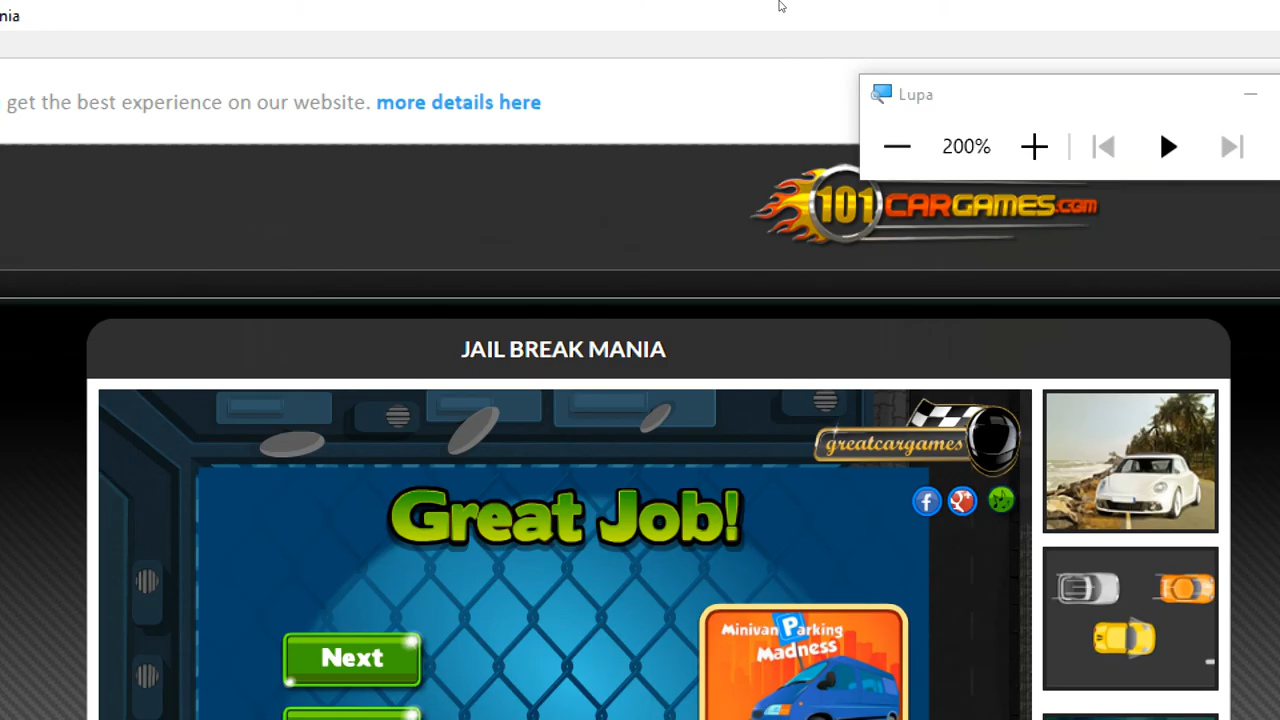 nia
get the best experience on our website. more details here
Lupa
200%
101CARGAMES.com
JAIL BREAK MANIA
greatcargames
Great Job!
f
g+
Minivan Parking
Madness
Next